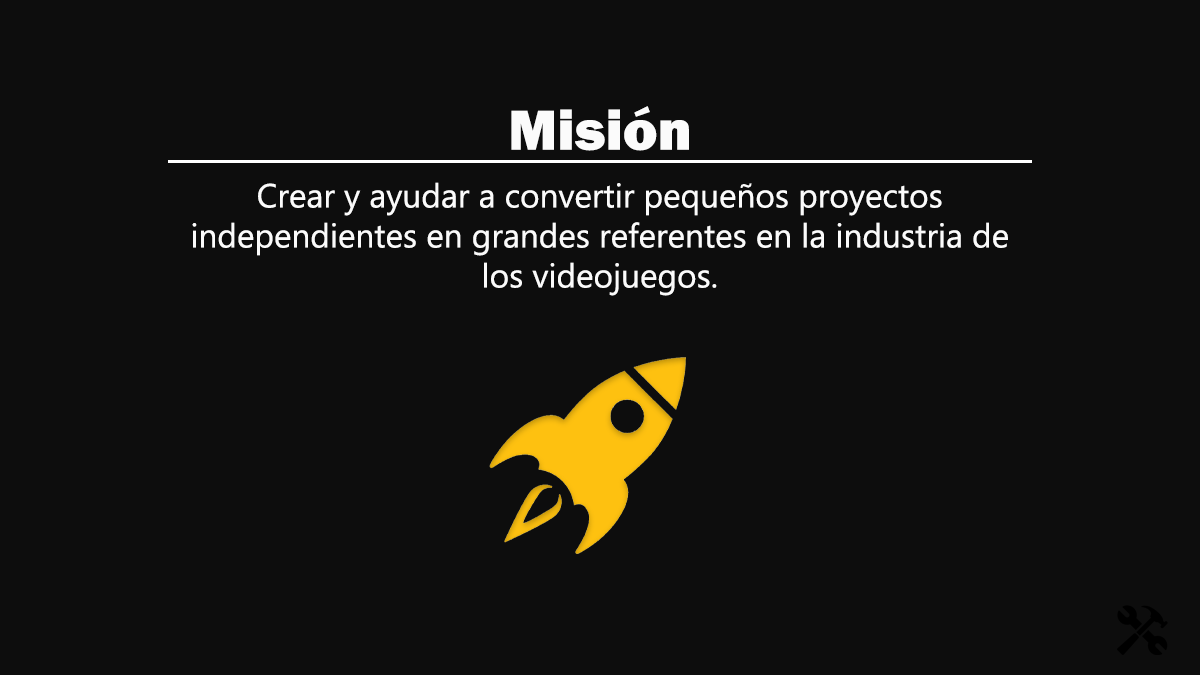 Misión
Crear y ayudar a convertir pequeños proyectos
independientes en grandes referentes en la industria de
los videojuegos.